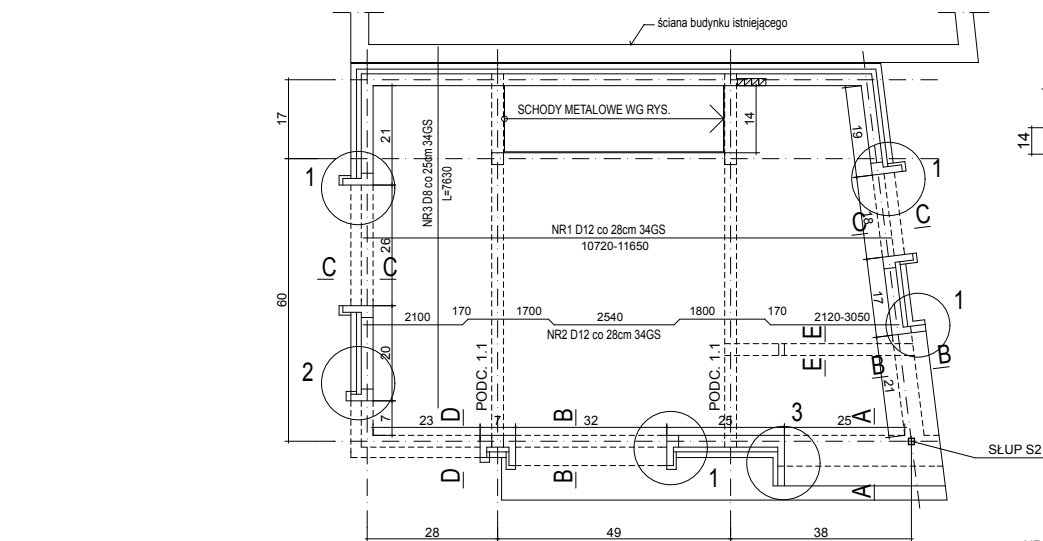 ściana budynku istniejącego
SCHODY METALOWE WG RYS.
17
21
14
19
14
NR3 D8 co 25cm 34GS
L=7630
1
1
NR1 D12 co 28cm 34GS
10720-11650
18
C
C
C
C
26
60
17
1
2100
170
1700
2540
1800
170
2120-3050
NR2 D12 co 28cm 34GS
E
E
B
B
2
20
PODC. 1.1
PODC. 1.1
21
7
23
D
7
B
32
25
3
25
A
SŁUP S2
D
B
1
A
28
49
38